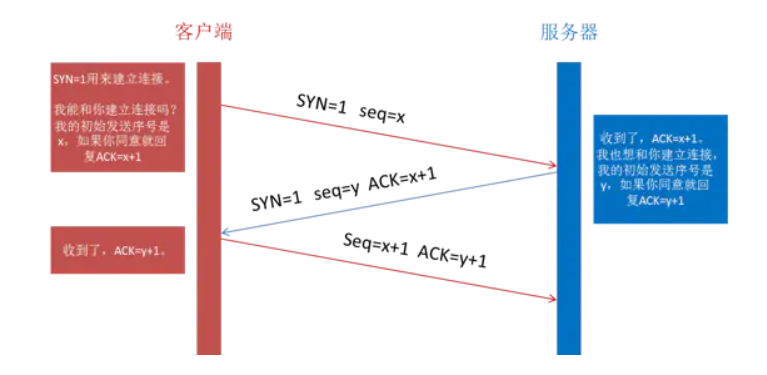 客户端
服务器
SYN=1用来建立连接。
我能和你建立连接吗？
我的初始发送序号是
x，如果你同意就回
复ACK=x+1
SYN=1 seq=x
收到了，ACK=x+1。
我也想和你建立连接，
我的初始发送序号是
y，如果你同意就回
复ACK=y+1
SYN=1 seq=y ACK=x+1
收到了，ACK=y+1。
Seq=x+1 ACK=y+1